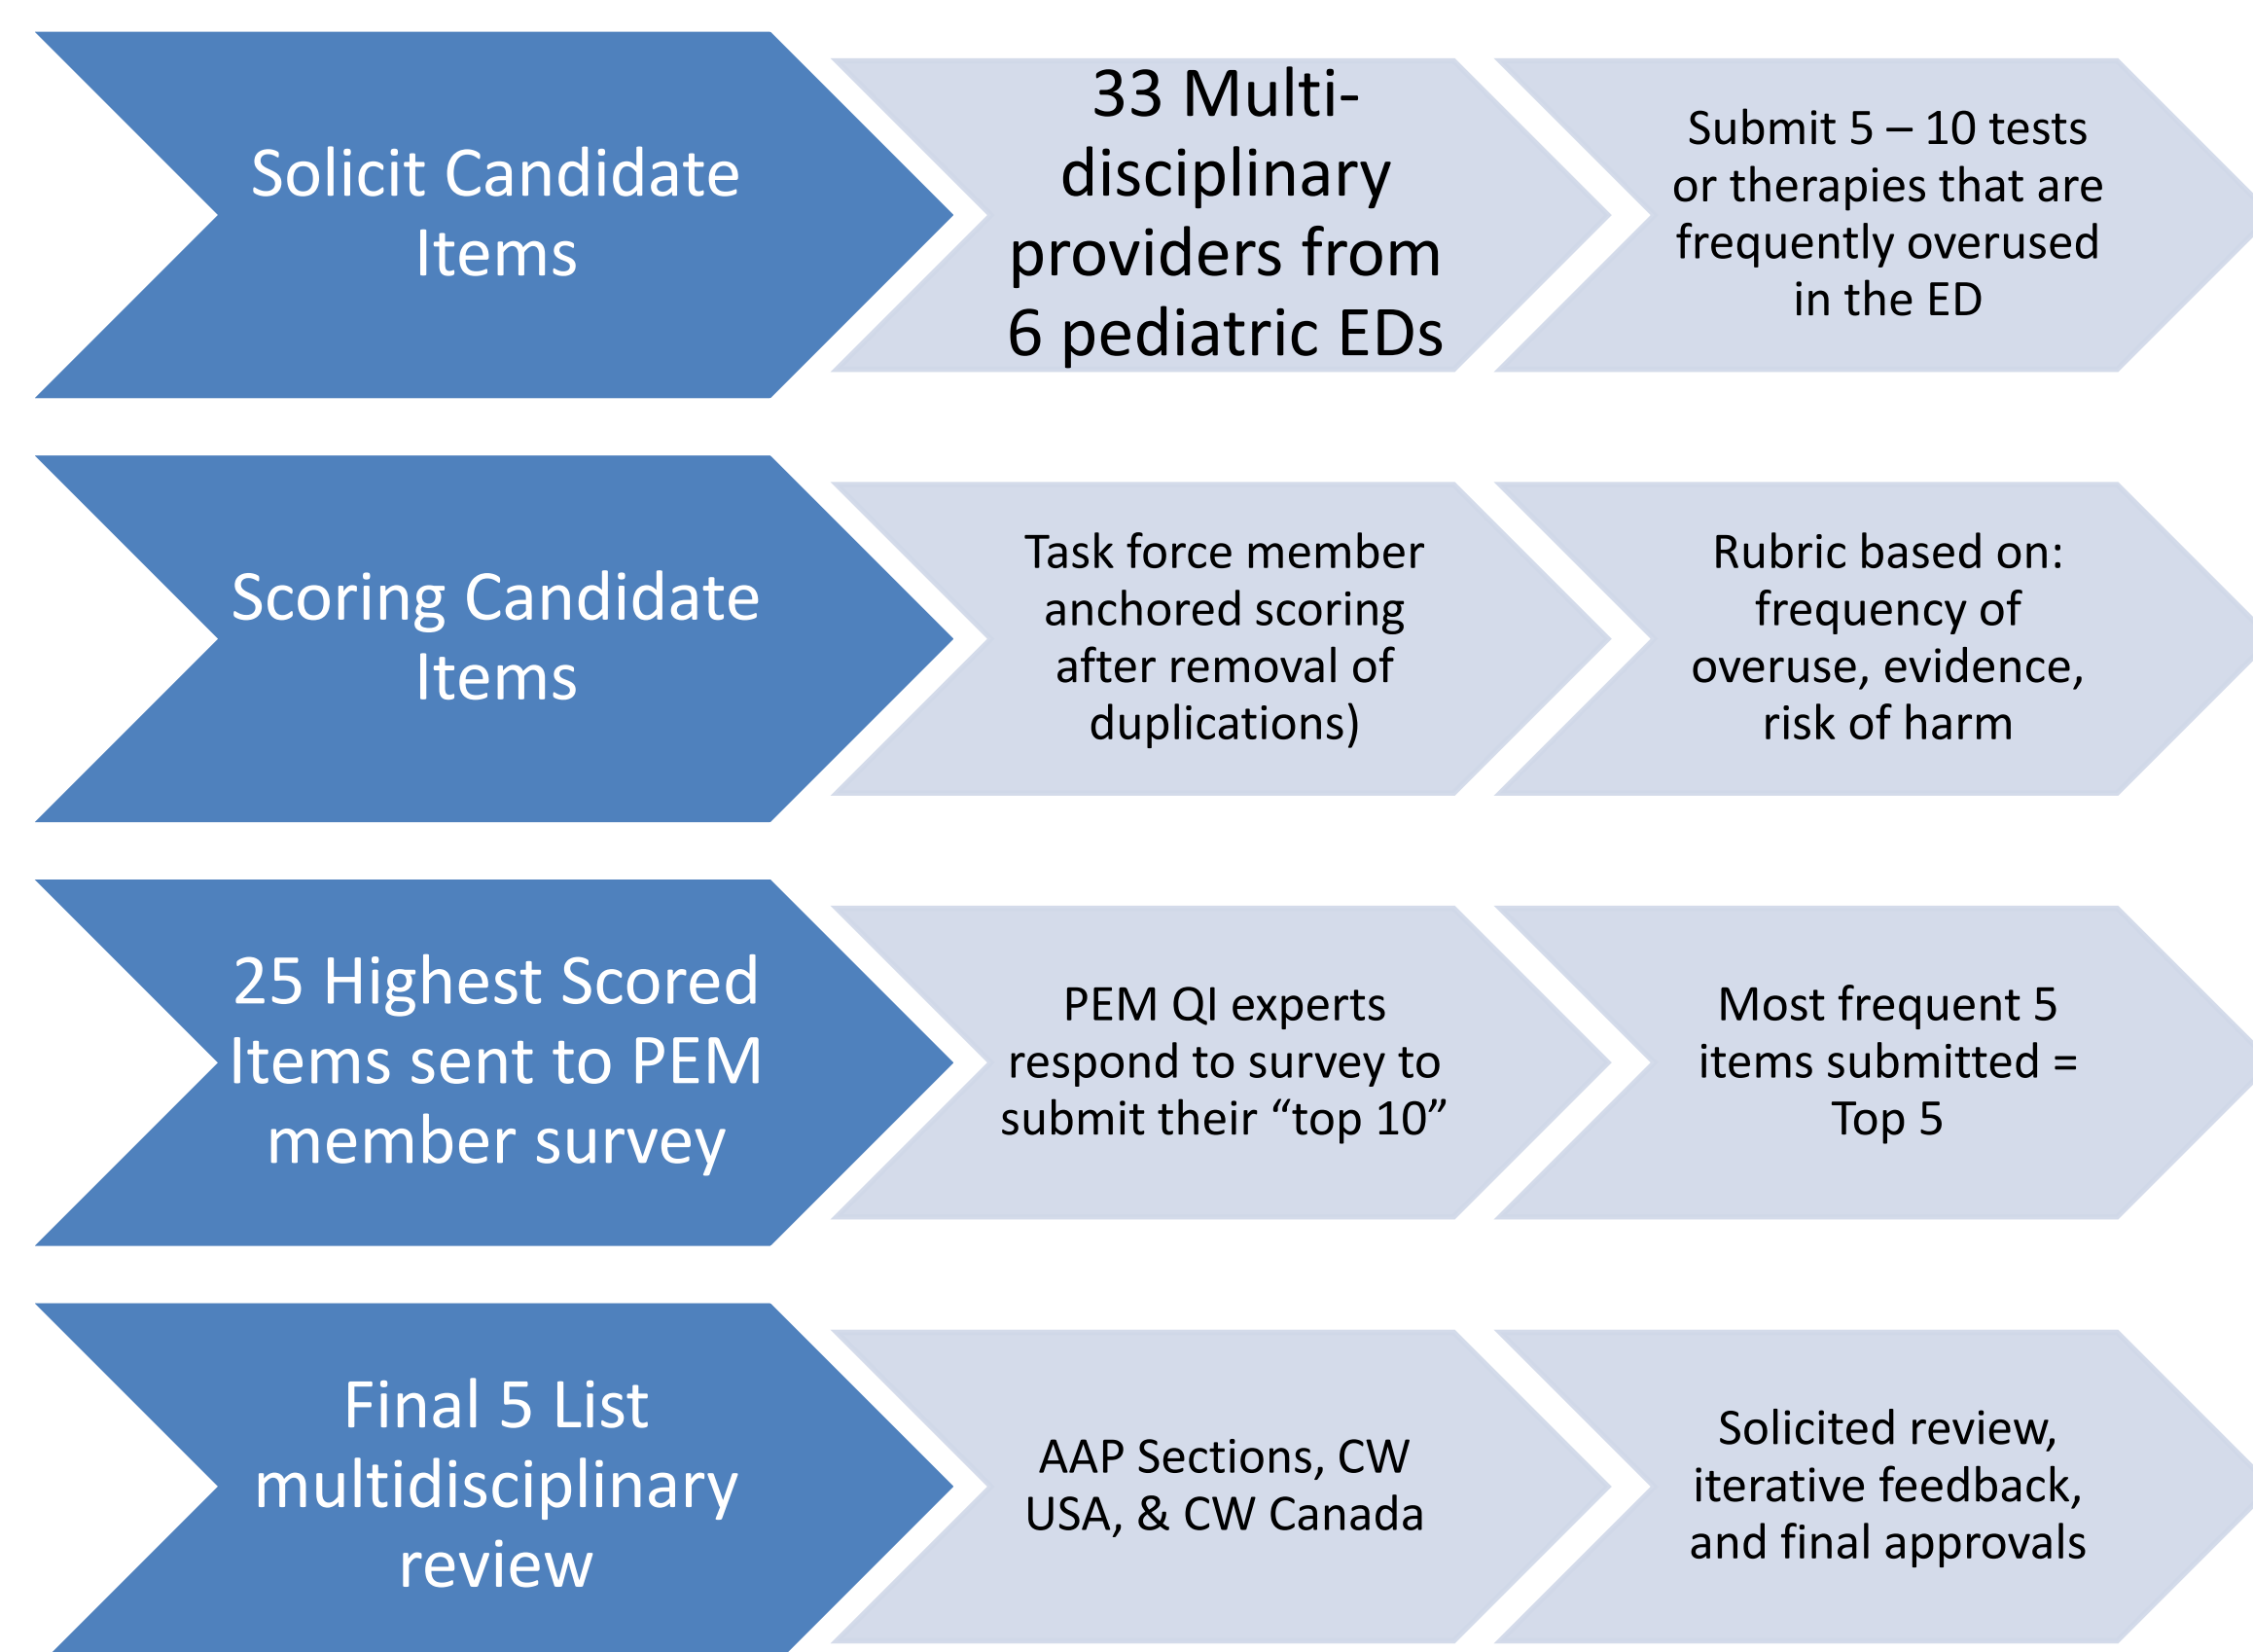 Solicit Candidate
Items
33 Multi-
disciplinary
providers from
6 pediatric EDs
Submit 5 – 10 tests
or therapies that are
frequently overused
in the ED
Scoring Candidate
Items
Task force member
anchored scoring
after removal of
duplications)
Rubric based on:
frequency of
overuse, evidence,
risk of harm
25 Highest Scored
Items sent to PEM
member survey
PEM QI experts
respond to survey to
submit their “top 10”
Most frequent 5
items submitted =
Top 5
Final 5 List
multidisciplinary
review
AAP Sections, CW
USA, & CW Canada
Solicited review,
iterative feedback,
and final approvals